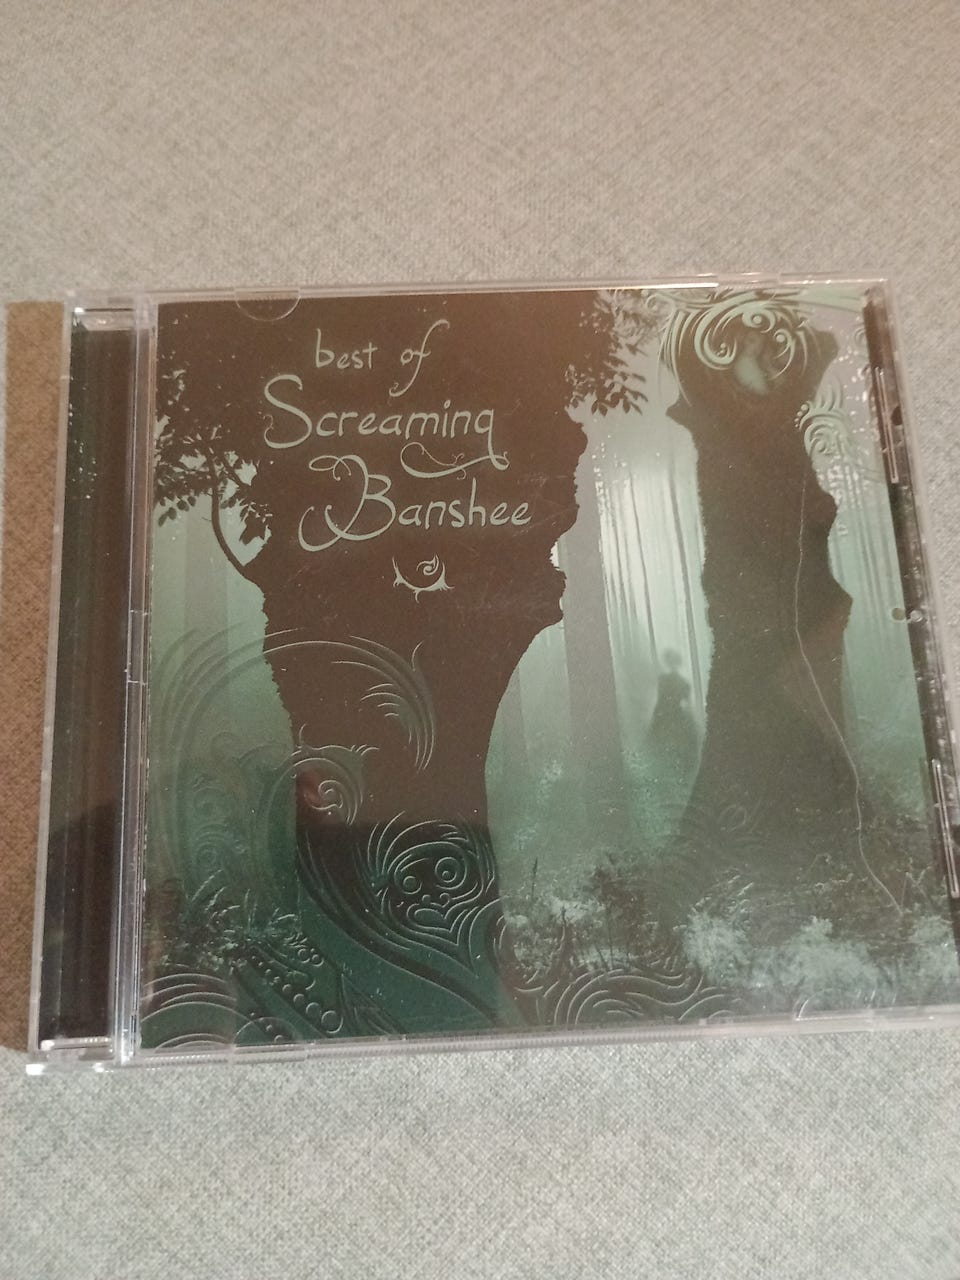 best of
Screaming
Banshee